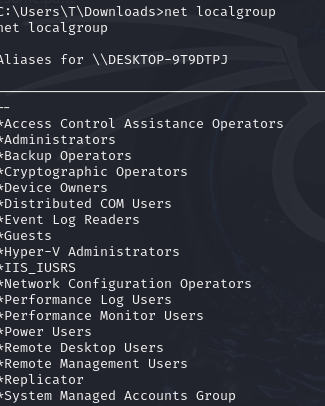 C:\Users\T\Downloads>net localgroup
net localgroup
Aliases for \\DESKTOP-9T9DTPJ
--
*Access Control Assistance Operators
*Administrators
*Backup Operators
*Cryptographic Operators
*Device Owners
*Distributed COM Users
*Event Log Readers
*Guests
*Hyper-V Administrators
*IIS_IUSRS
*Network Configuration Operators
*Performance Log Users
*Performance Monitor Users
*Power Users
*Remote Desktop Users
*Remote Management Users
*Replicator
*System Managed Accounts Group